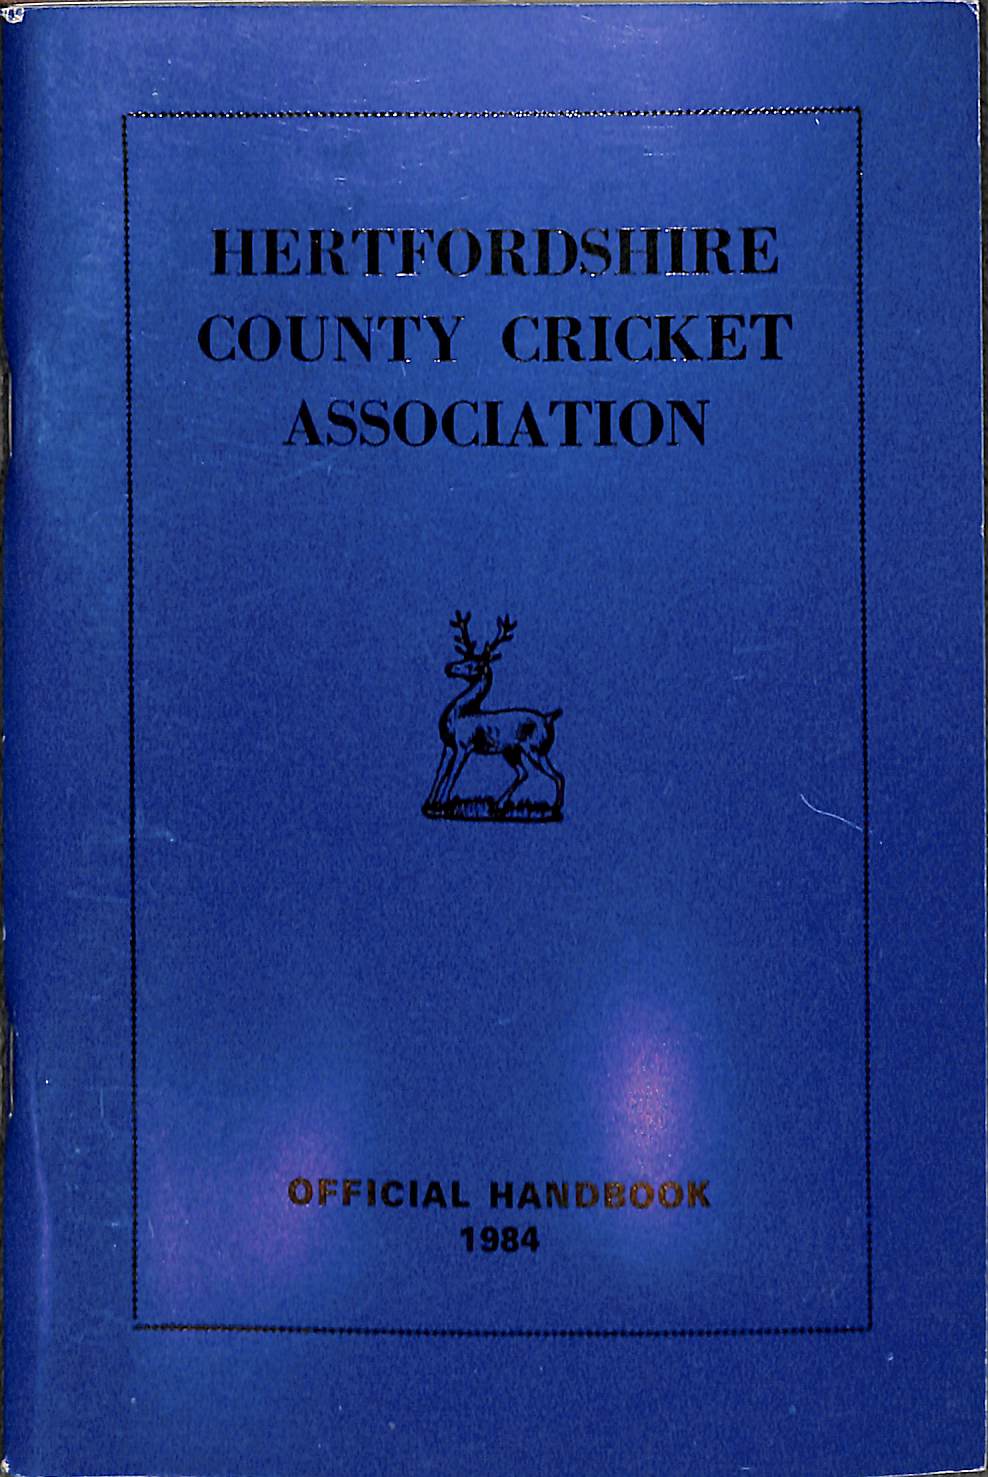 HERTFORDSHIRE
COUNTY CRICKET
ASSOCIATION
OFFICIAL HANDBOOK
1984